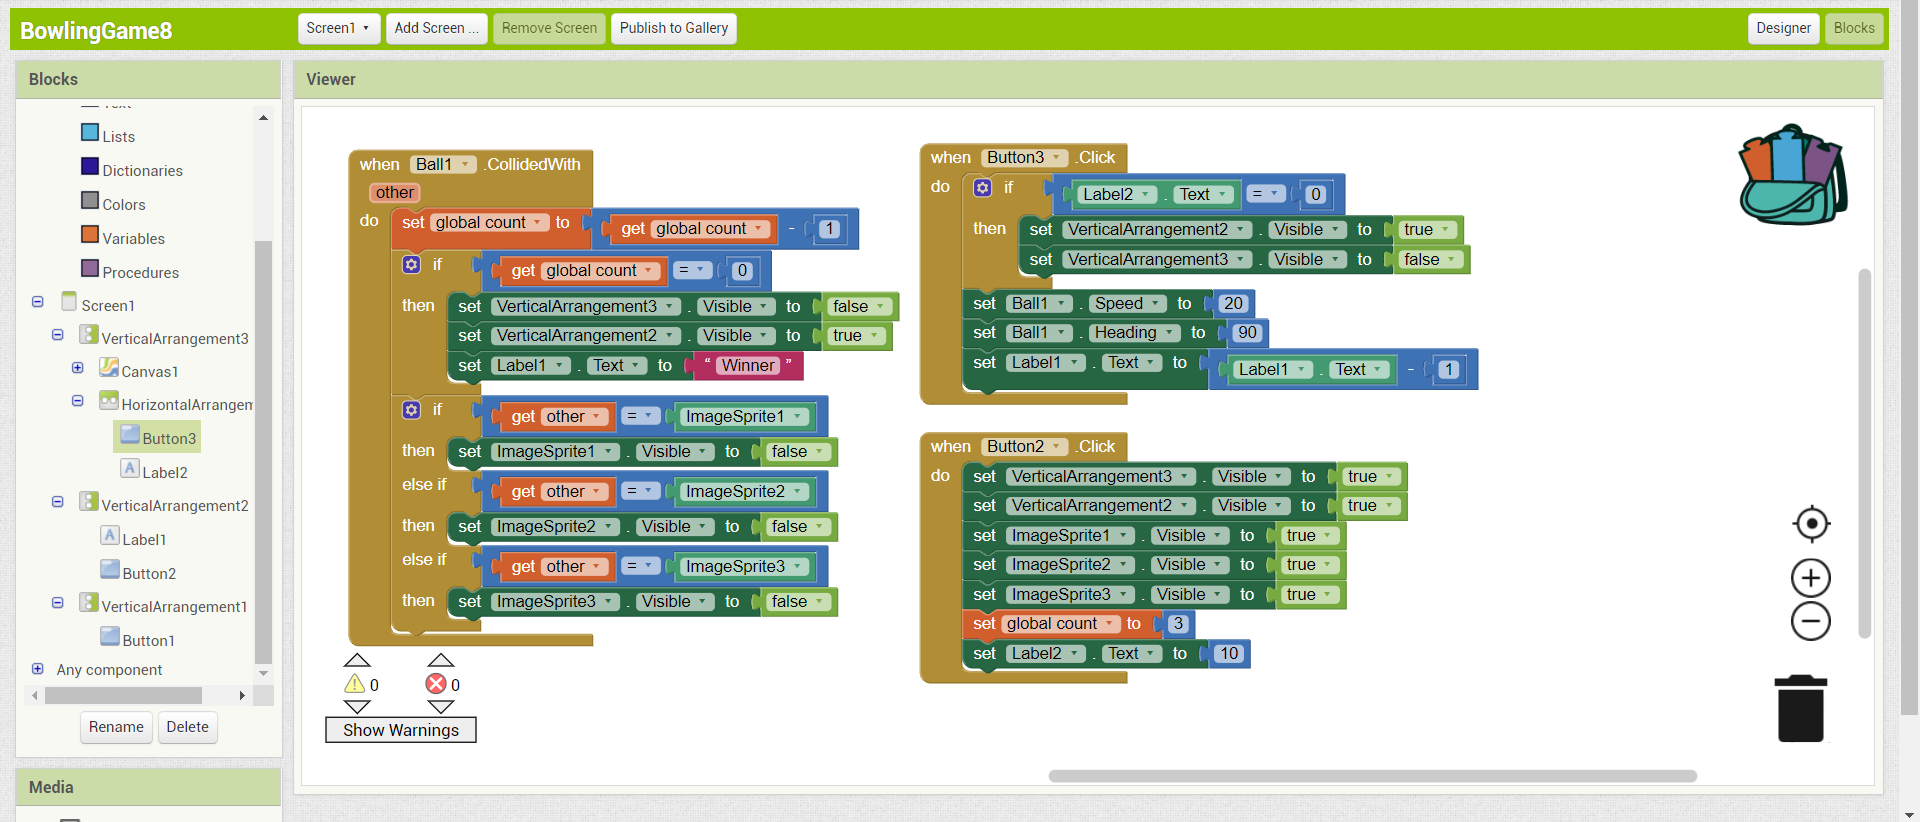 BowlingGame8
Screen1
Add Screen ...
Remove Screen
Publish to Gallery
Designer
Blocks
Blocks
Lists
Dictionaries
Colors
Variables
Procedures
Screen1
VerticalArrangement3
Canvas1
HorizontalArrangem
Button3
Label2
VerticalArrangement2
Label1
Button2
VerticalArrangement1
Button1
Any component
Rename
Delete
Media
Viewer
when Ball1 .CollidedWith
other
do set global count to get global count - 1
if get global count = 0
then set VerticalArrangement3 . Visible to false
set VerticalArrangement2 . Visible to true
set Label1 . Text to “ Winner ”
if get other = ImageSprite1
then set ImageSprite1 . Visible to false
else if get other = ImageSprite2
then set ImageSprite2 . Visible to false
else if get other = ImageSprite3
then set ImageSprite3 . Visible to false
0 0
Show Warnings
when Button3 .Click
do if Label2 . Text = 0
then set VerticalArrangement2 . Visible to true
set VerticalArrangement3 . Visible to false
set Ball1 . Speed to 20
set Ball1 . Heading to 90
set Label1 . Text to Label1 . Text - 1
when Button2 .Click
do set VerticalArrangement3 . Visible to true
set VerticalArrangement2 . Visible to true
set ImageSprite1 . Visible to true
set ImageSprite2 . Visible to true
set ImageSprite3 . Visible to true
set global count to 3
set Label2 . Text to 10